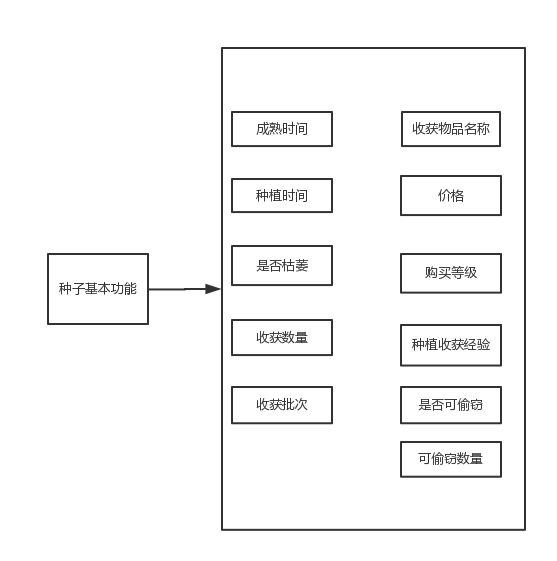 种子基本功能
成熟时间
种植时间
是否枯萎
收获数量
收获批次
收获物品名称
价格
购买等级
种植收获经验
是否可偷窃
可偷窃数量